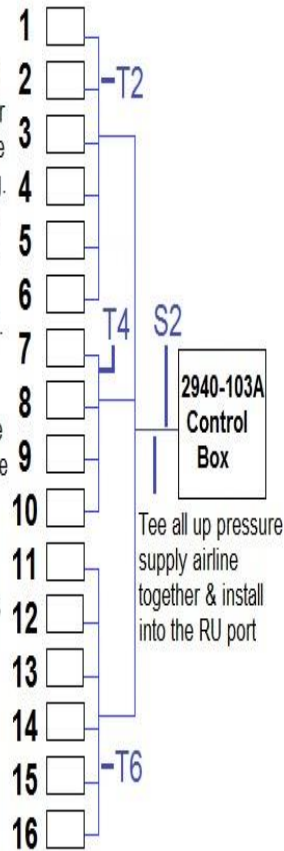 1
2
-T2
3
4
5
6
7
T4
S2
8
9
10
2940-103A
Control
Box
Tee all up pressure
supply airline
together & install
into the RU port
11
12
13
14
15
-T6
16